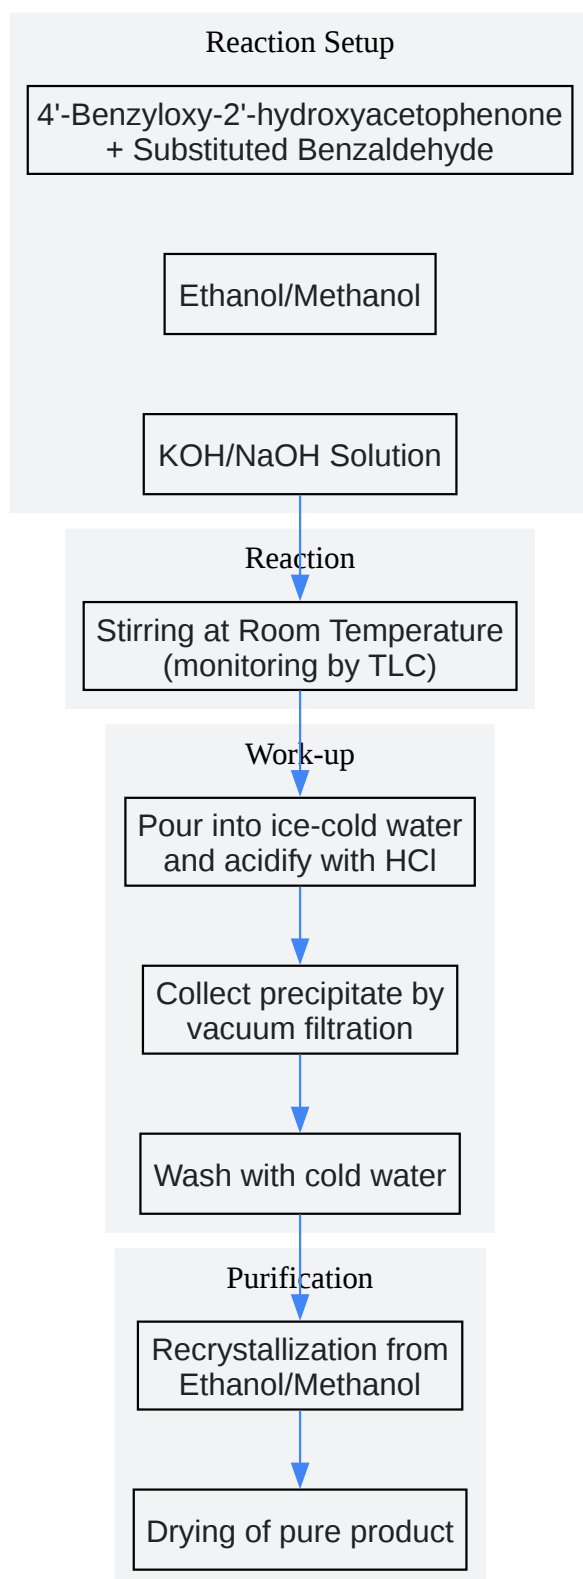 Reaction Setup
4'-Benzyloxy-2'-hydroxyacetophenone
+ Substituted Benzaldehyde
Ethanol/Methanol
KOH/NaOH Solution
Reaction
Stirring at Room Temperature
(monitoring by TLC)
Work-up
Pour into ice-cold water
and acidify with HCl
Collect precipitate by
vacuum filtration
Wash with cold water
Purification
Recrystallization from
Ethanol/Methanol
Drying of pure product